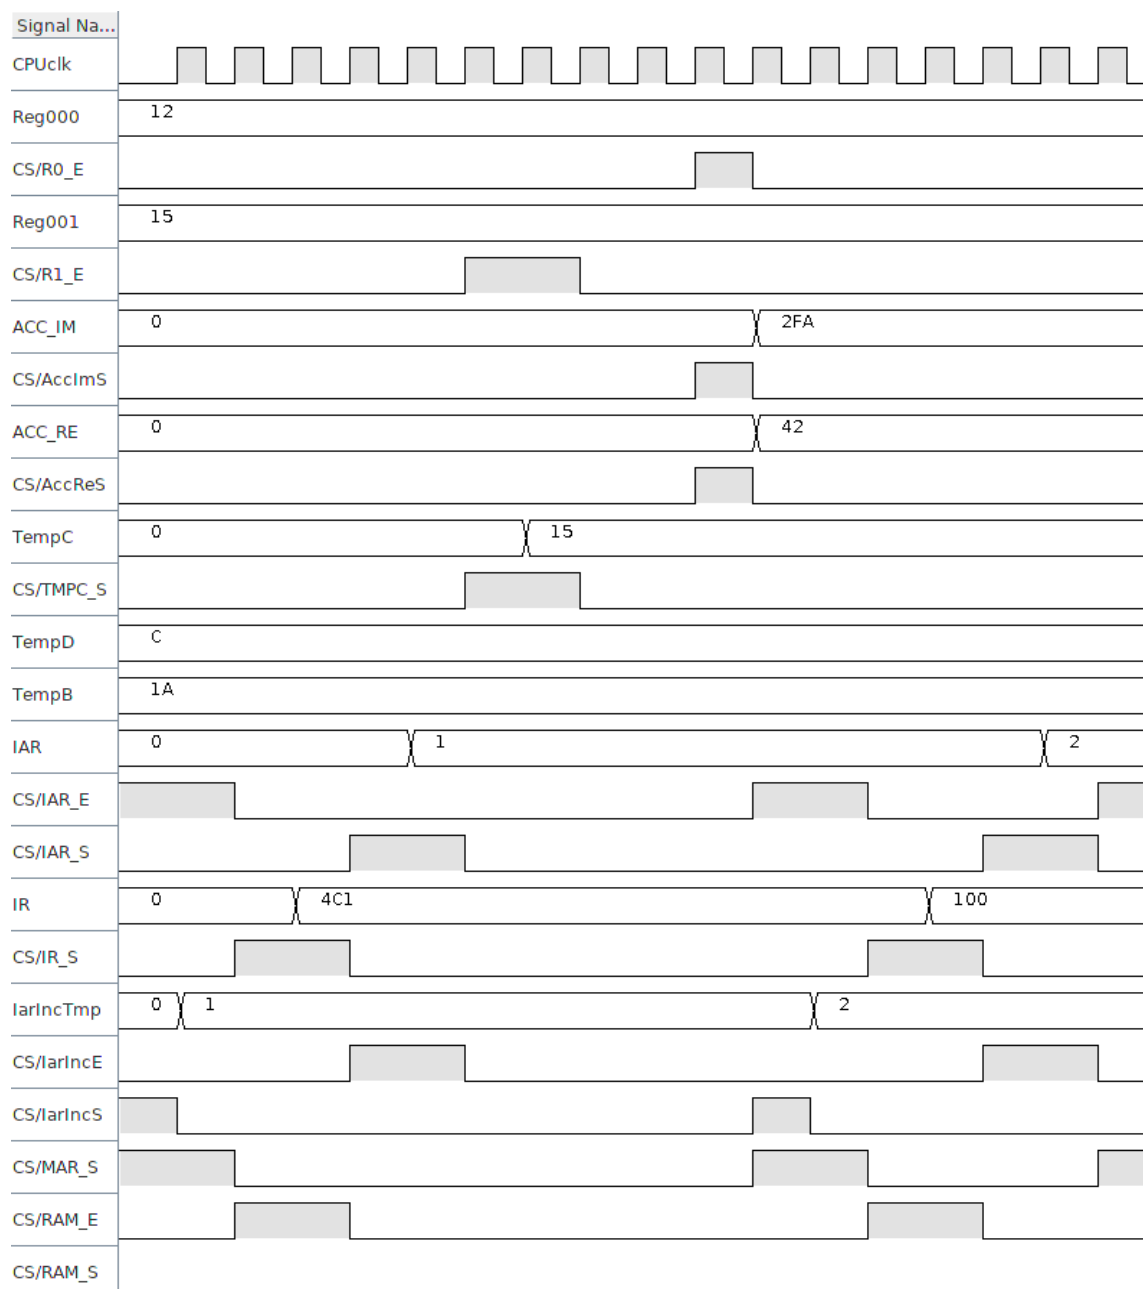 Signal Na...
CPUclk
Reg000 12
CS/R0_E
Reg001 15
CS/R1_E
ACC_IM 0 2FA
CS/AccImS
ACC_RE 0 42
CS/AccReS
TempC 0 15
CS/TMPC_S
TempD C
TempB 1A
IAR 0 1 2
CS/IAR_E
CS/IAR_S
IR 0 4C1 100
CS/IR_S
IarIncTmp 0 1 2
CS/IarIncE
CS/IarIncS
CS/MAR_S
CS/RAM_E
CS/RAM_S